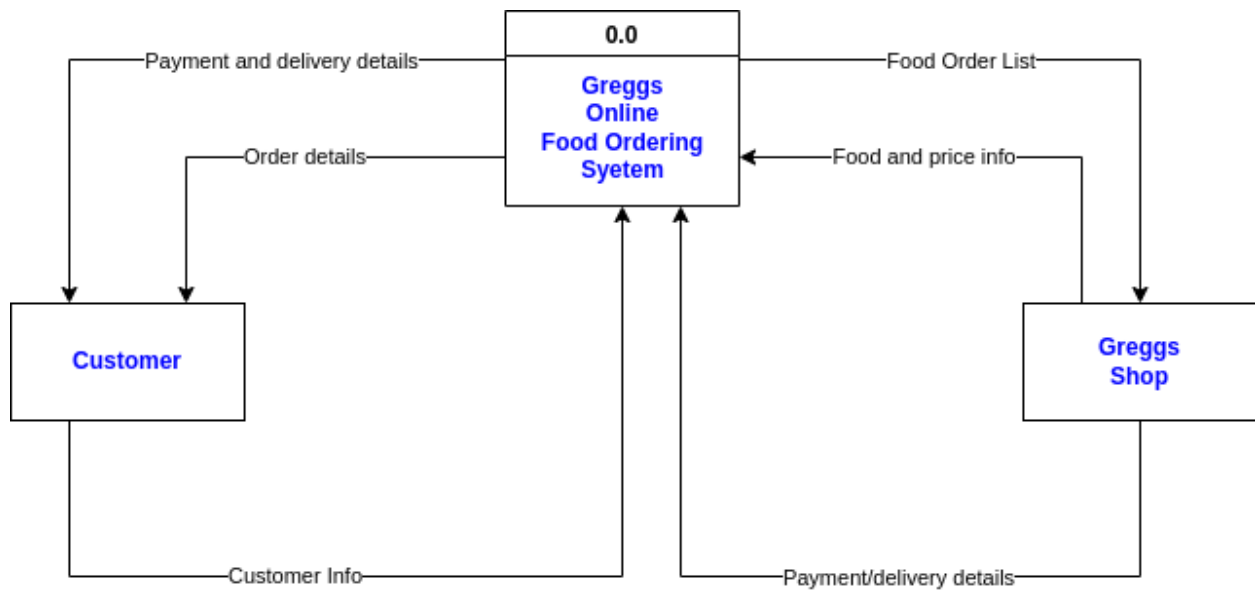 0.0
Payment and delivery details
Food Order List
Greggs
Online
Food Ordering
Syetem
Order details
Food and price info
Customer
Greggs
Shop
Customer Info
Payment/delivery details